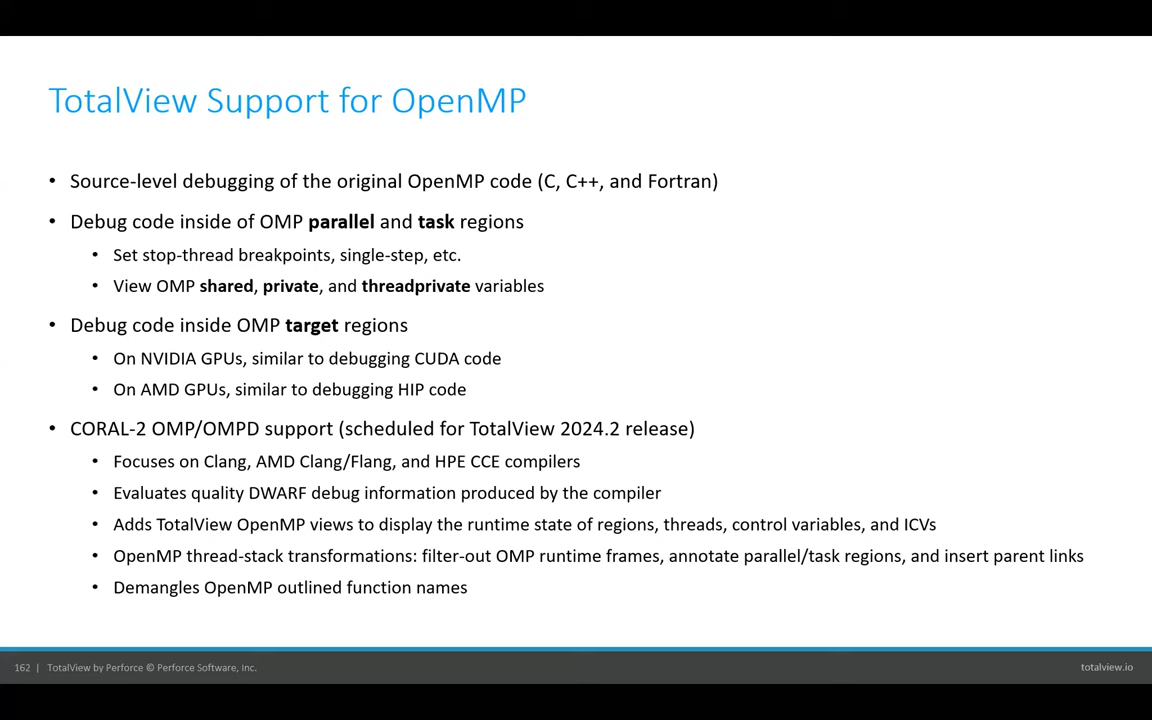 TotalView Support for OpenMP
• Source-level debugging of the original OpenMP code (C, C++, and Fortran)
• Debug code inside of OMP parallel and task regions
• Set stop-thread breakpoints, single-step, etc.
• View OMP shared, private, and threadprivate variables
• Debug code inside OMP target regions
• On NVIDIA GPUs, similar to debugging CUDA code
• On AMD GPUs, similar to debugging HIP code
• CORAL-2 OMP/OMPD support (scheduled for TotalView 2024.2 release)
• Focuses on Clang, AMD Clang/Flang, and HPE CCE compilers
• Evaluates quality DWARF debug information produced by the compiler
• Adds TotalView OpenMP views to display the runtime state of regions, threads, control variables, and ICVs
• OpenMP thread-stack transformations: filter-out OMP runtime frames, annotate parallel/task regions, and insert parent links
• Demangles OpenMP outlined function names
162 | TotalView by Perforce © Perforce Software, Inc.
totalview.io